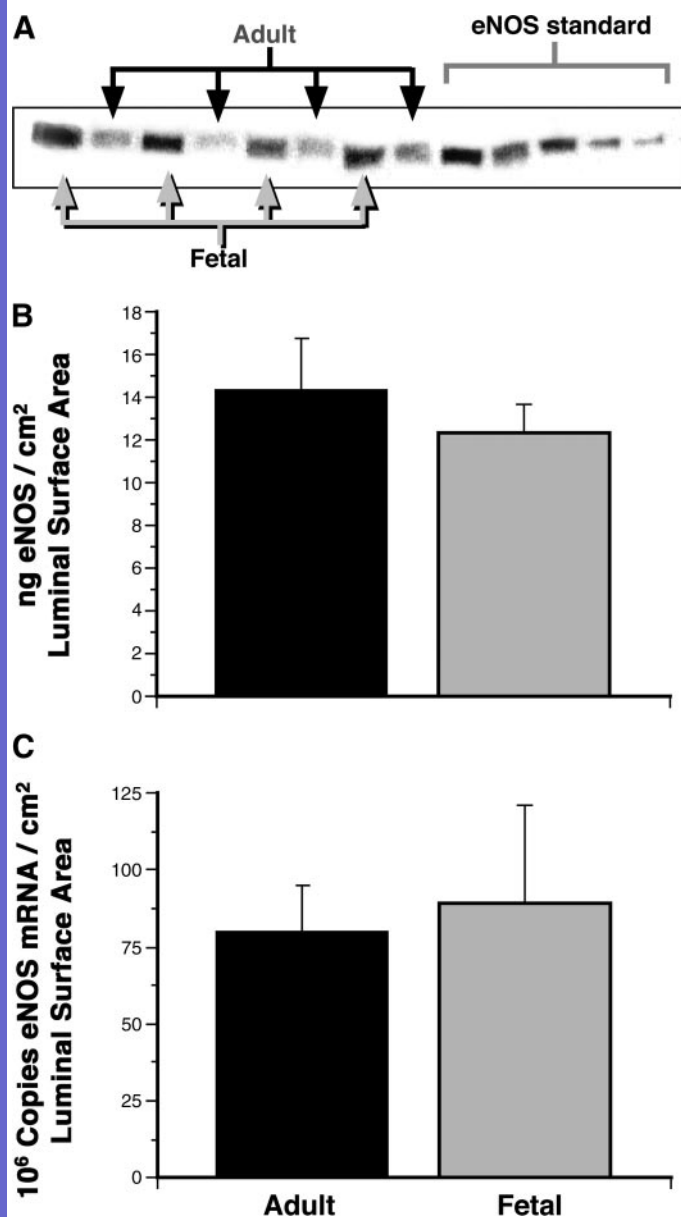 A
Adult
eNOS standard
Fetal
B
ng eNOS / cm²
Luminal Surface Area
18
16
14
12
10
8
6
4
2
0
C
10⁶ Copies eNOS mRNA / cm²
Luminal Surface Area
125
100
75
50
25
0
Adult
Fetal